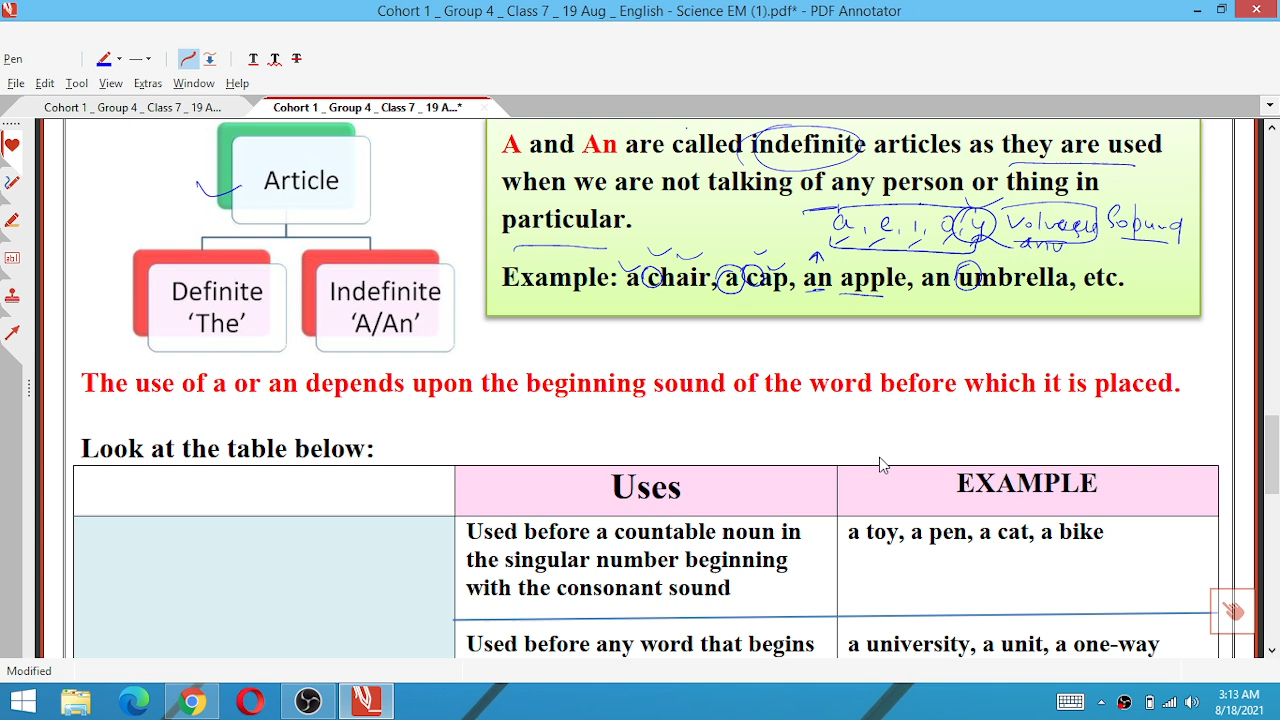 Cohort 1 _ Group 4 _ Class 7 _ 19 Aug _ English - Science EM (1).pdf* - PDF Annotator
Pen
T T T
File Edit Tool View Extras Window Help
Cohort 1 _ Group 4 _ Class 7 _ 19 A... Cohort 1 _ Group 4 _ Class 7 _ 19 A...*
Article
Definite
‘The’
Indefinite
‘A/An’
A and An are called indefinite articles as they are used
when we are not talking of any person or thing in
particular.
a, e, i, o, u
Example: a chair, a cap, an apple, an umbrella, etc.
The use of a or an depends upon the beginning sound of the word before which it is placed.
Look at the table below:
Uses EXAMPLE
Used before a countable noun in
the singular number beginning
with the consonant sound
a toy, a pen, a cat, a bike
Used before any word that begins
a university, a unit, a one-way
Modified
3:13 AM
8/18/2021